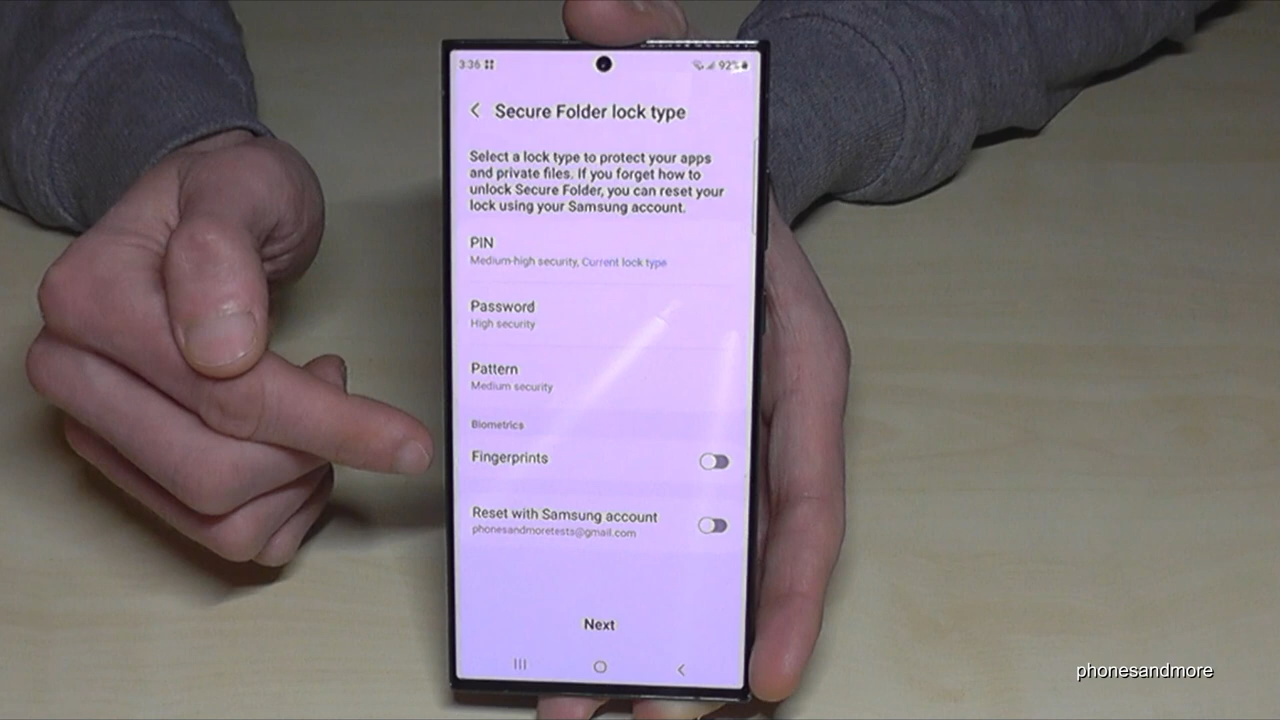 3:36 92%
Secure Folder lock type
Select a lock type to protect your apps
and private files. If you forget how to
unlock Secure Folder, you can reset your
lock using your Samsung account.
PIN
Medium-high security, Current lock type
Password
High security
Pattern
Medium security
Biometrics
Fingerprints
Reset with Samsung account
phonesandmoretests@gmail.com
Next
phonesandmore